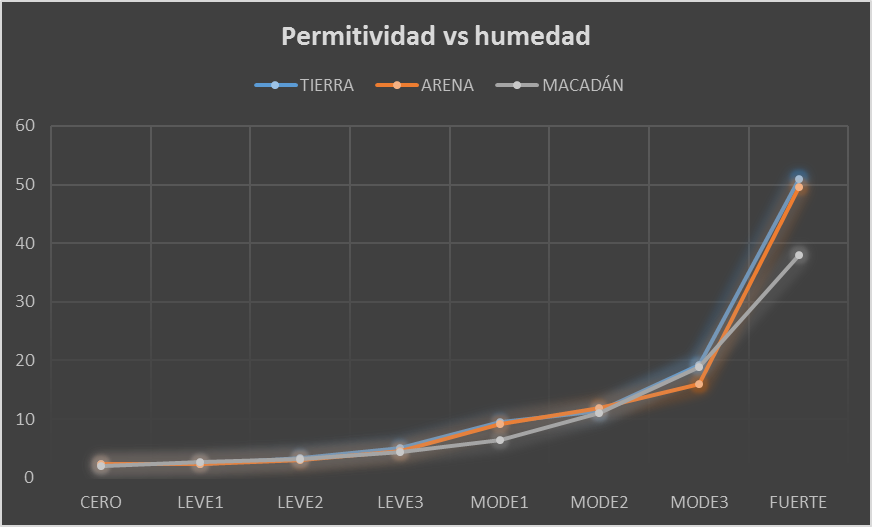 Permitividad vs humedad
TIERRA ARENA MACADÁN
60
50
40
30
20
10
0
CERO LEVE1 LEVE2 LEVE3 MODE1 MODE2 MODE3 FUERTE